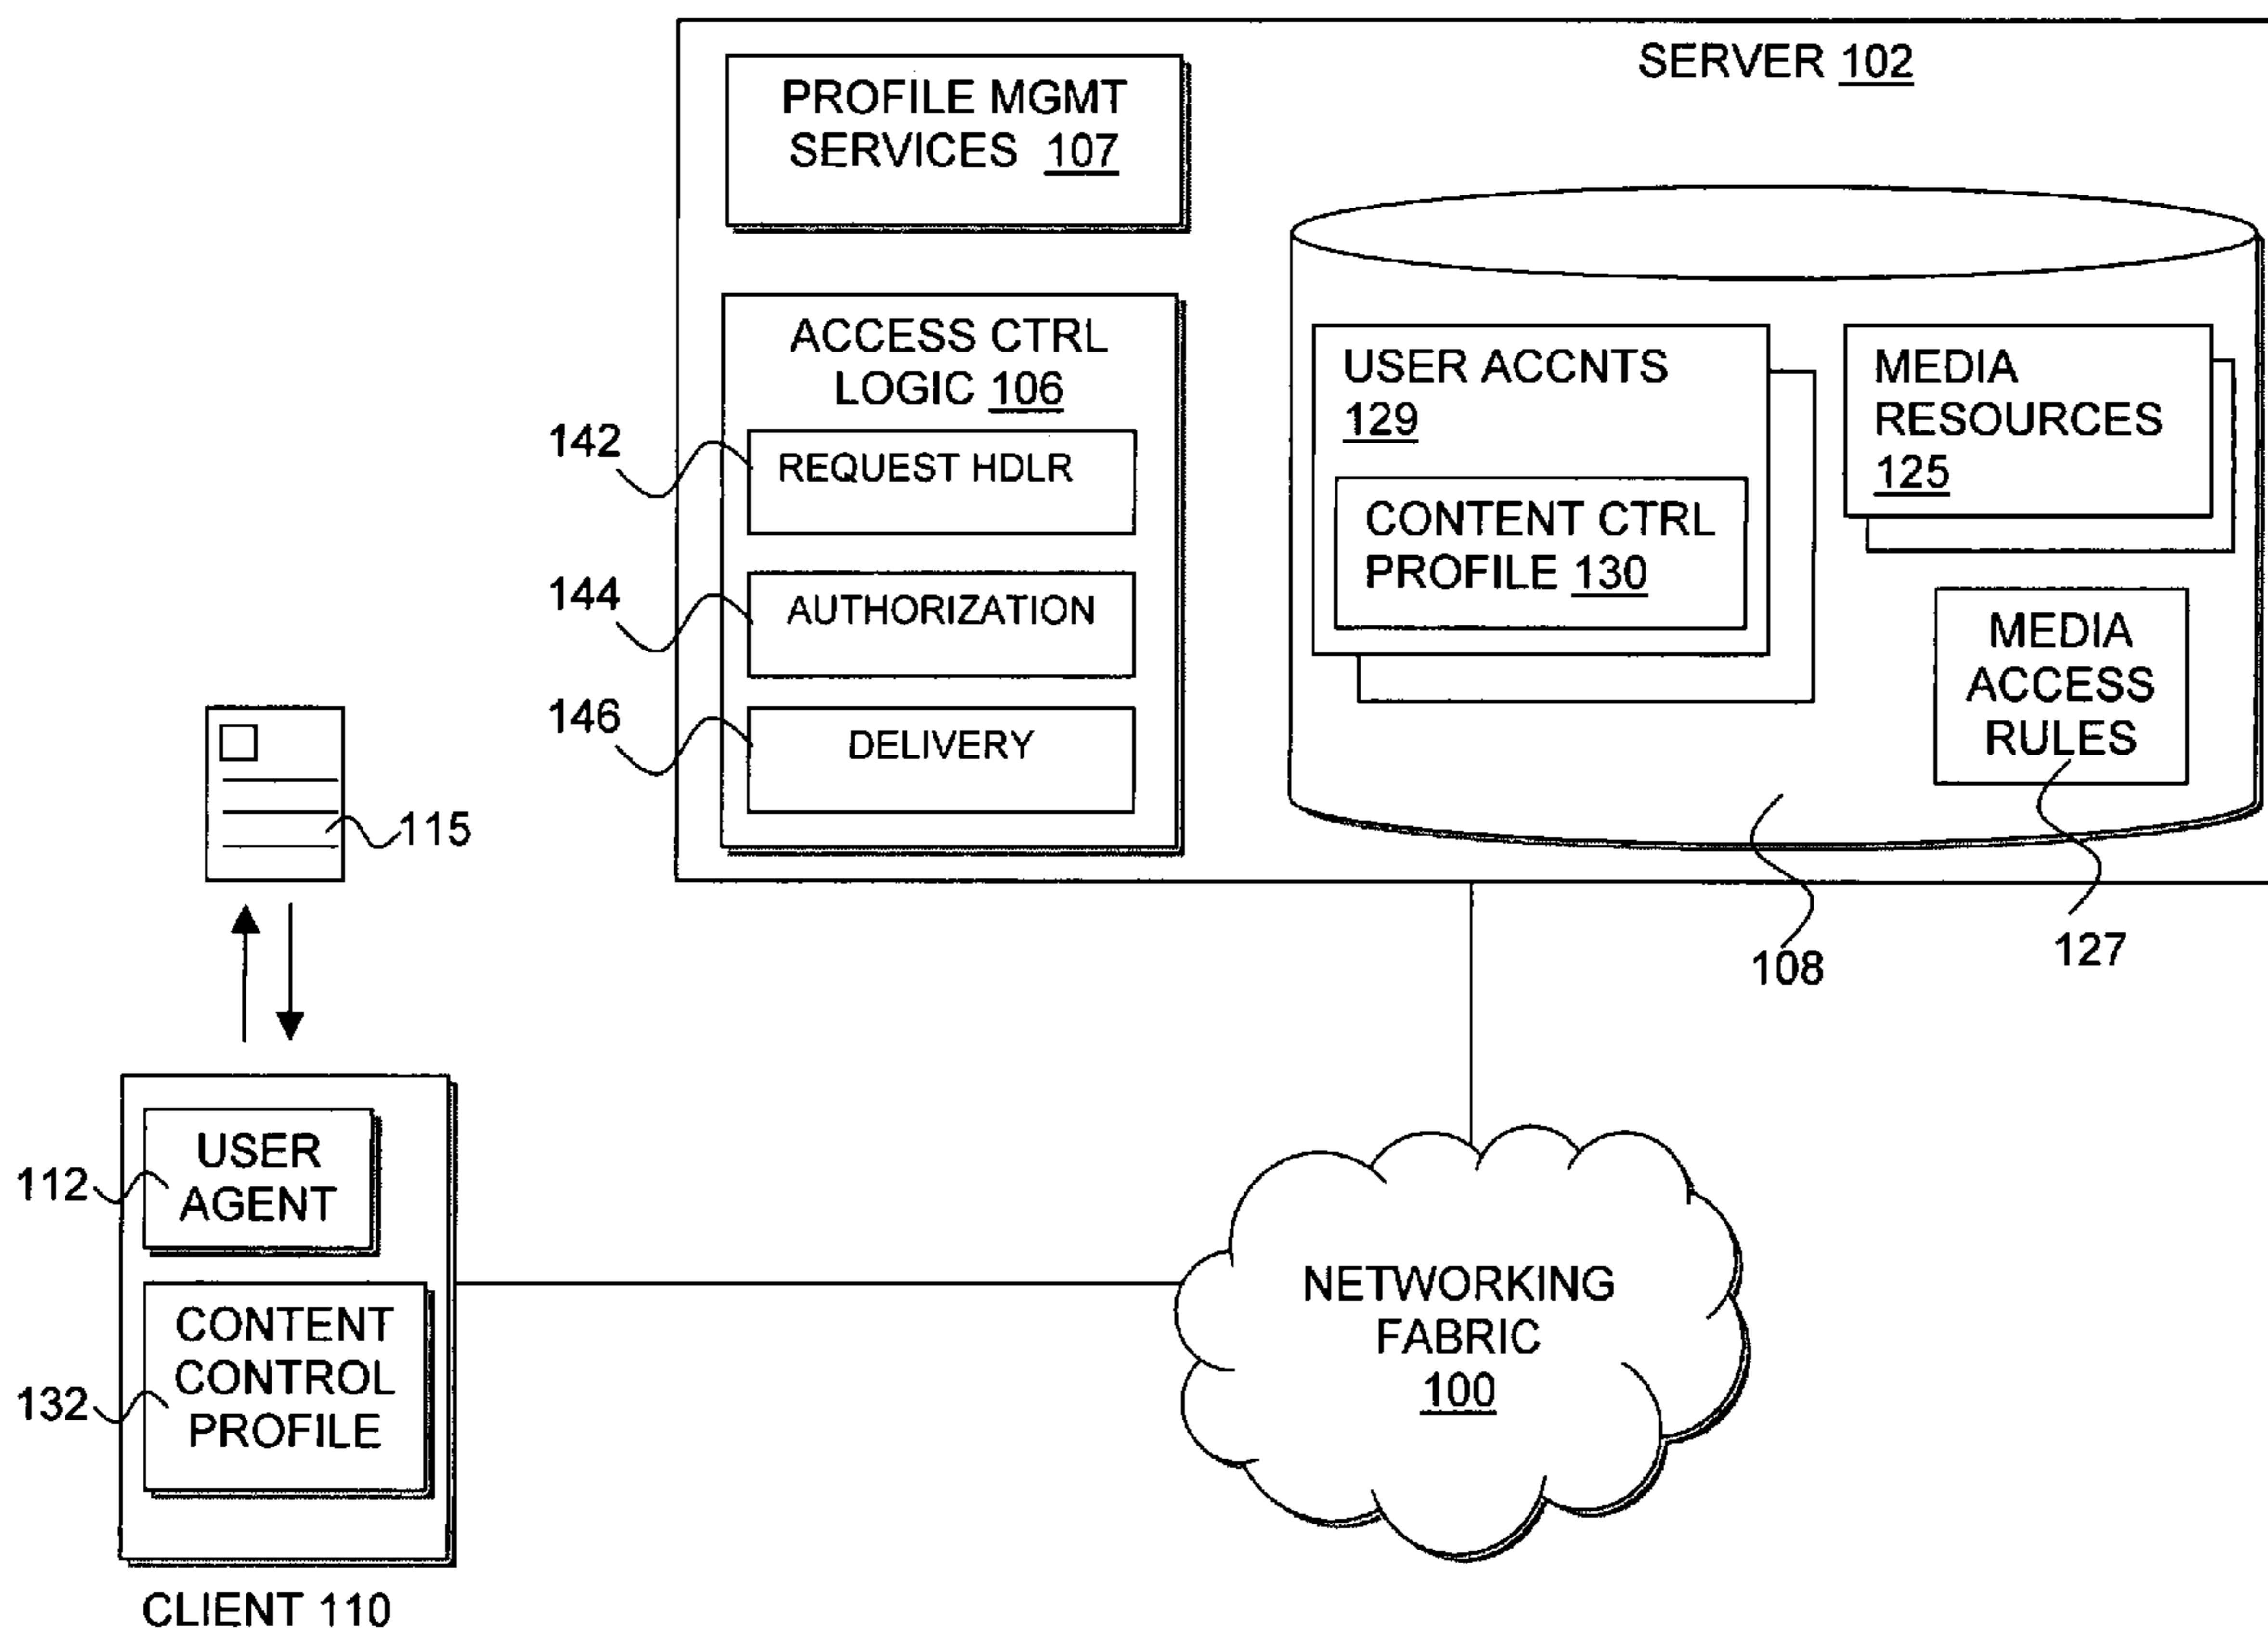 SERVER 102
PROFILE MGMT
SERVICES 107
ACCESS CTRL
LOGIC 106
142
REQUEST HDLR
144
AUTHORIZATION
146
DELIVERY
USER ACCNTS
129
CONTENT CTRL
PROFILE 130
MEDIA
RESOURCES
125
MEDIA
ACCESS
RULES
108
127
115
USER
AGENT
112
CONTENT
CONTROL
PROFILE
132
CLIENT 110
NETWORKING
FABRIC
100